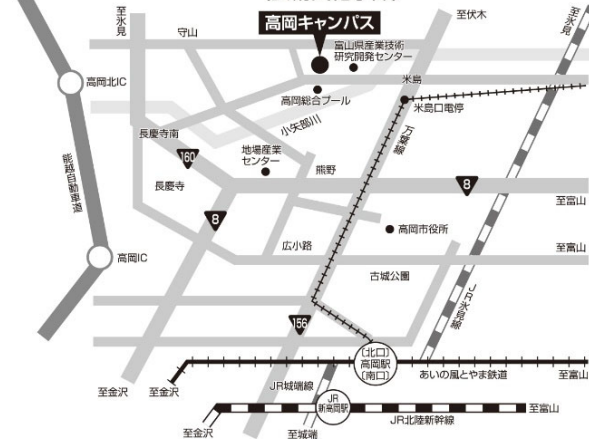 至氷見
守山
高岡キャンパス
富山県産業技術
研究開発センター
至伏木
至氷見
高岡北IC
高岡総合プール
米島
米島口電停
小矢部川
長慶寺南
160
地場産業
センター
熊野
万葉線
能越自動車道
長慶寺
8
8
至富山
高岡市役所
広小路
至富山
高岡IC
古城公園
JR氷見線
156
[北口]
高岡駅
[南口]
あいの風とやま鉄道
至富山
至金沢
至金沢
JR城端線
JR
新高岡駅
至富山
JR北陸新幹線
至金沢
至城端